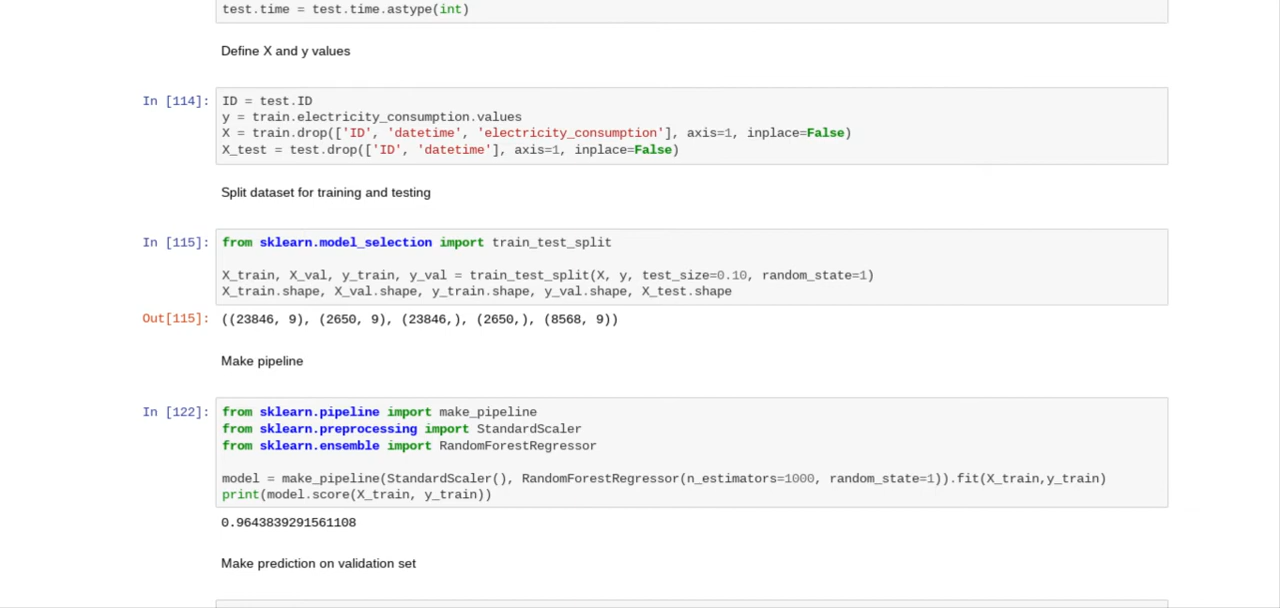 test.time = test.time.astype(int)
Define X and y values
In [114]: ID = test.ID
y = train.electricity_consumption.values
X = train.drop(['ID', 'datetime', 'electricity_consumption'], axis=1, inplace=False)
X_test = test.drop(['ID', 'datetime'], axis=1, inplace=False)
Split dataset for training and testing
In [115]: from sklearn.model_selection import train_test_split
X_train, X_val, y_train, y_val = train_test_split(X, y, test_size=0.10, random_state=1)
X_train.shape, X_val.shape, y_train.shape, y_val.shape, X_test.shape
Out[115]: ((23846, 9), (2650, 9), (23846,), (2650,), (8568, 9))
Make pipeline
In [122]: from sklearn.pipeline import make_pipeline
from sklearn.preprocessing import StandardScaler
from sklearn.ensemble import RandomForestRegressor
model = make_pipeline(StandardScaler(), RandomForestRegressor(n_estimators=1000, random_state=1)).fit(X_train,y_train)
print(model.score(X_train, y_train))
0.9643839291561108
Make prediction on validation set